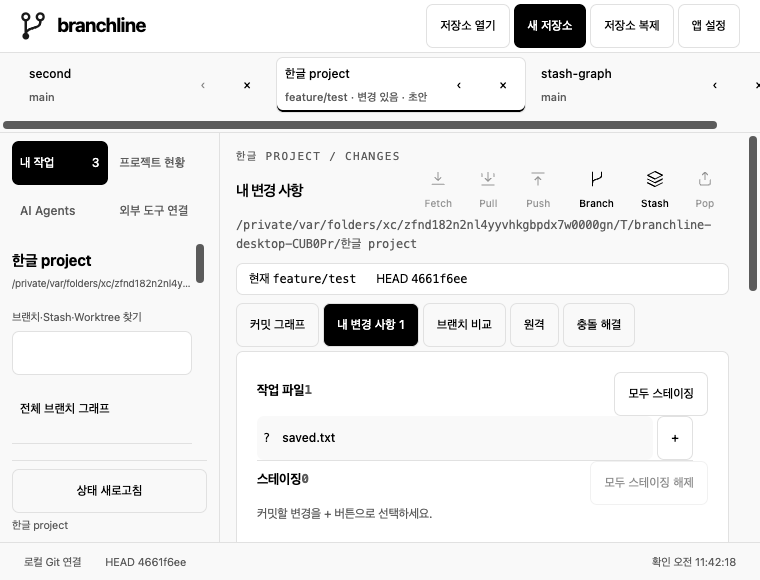 branchline
저장소 열기
새 저장소
저장소 복제
앱 설정
second
main
한글 project
feature/test · 변경 있음 · 초안
stash-graph
main
내 작업 3
프로젝트 현황
AI Agents
외부 도구 연결
한글 project
/private/var/folders/xc/zfnd182n2nl4y...
브랜치·Stash·Worktree 찾기
전체 브랜치 그래프
상태 새로고침
한글 project
한글 PROJECT / CHANGES
내 변경 사항
Fetch
Pull
Push
Branch
Stash
Pop
/private/var/folders/xc/zfnd182n2nl4yyvhkgbpdx7w0000gn/T/branchline-
desktop-CUB0Pr/한글 project
현재 feature/test HEAD 4661f6ee
커밋 그래프
내 변경 사항 1
브랜치 비교
원격
충돌 해결
작업 파일1
모두 스테이징
? saved.txt
+
스테이징0
모두 스테이징 해제
커밋할 변경을 + 버튼으로 선택하세요.
로컬 Git 연결
HEAD 4661f6ee
확인 오전 11:42:18